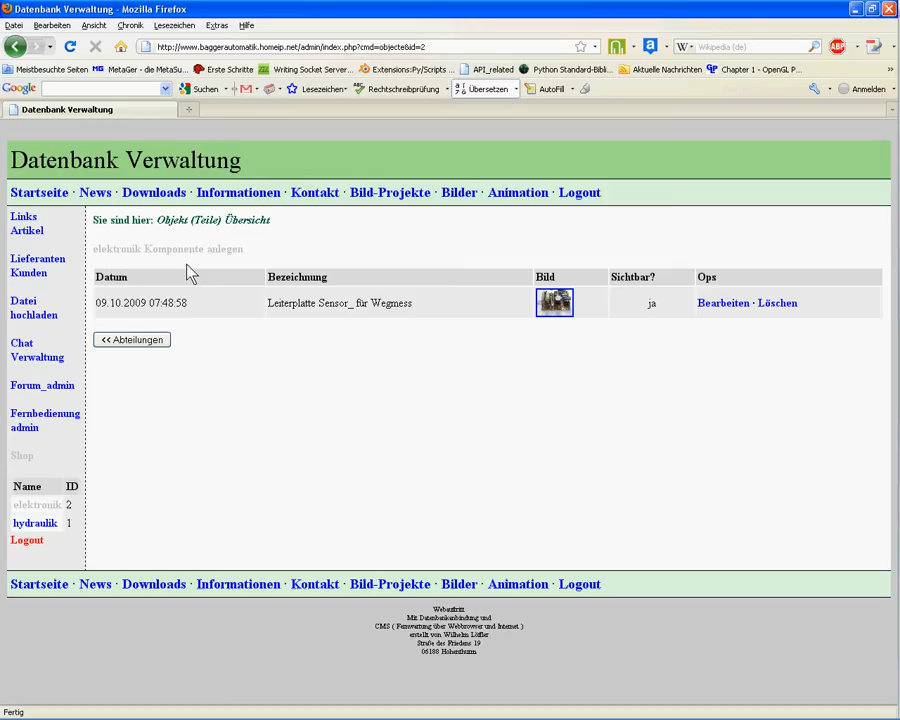 Datenbank Verwaltung - Mozilla Firefox
Datei Bearbeiten Ansicht Chronik Lesezeichen Extras Hilfe
http://www.baggerautomatik.homeip.net/admin/index.php?cmd=objecte&id=2 Wikipedia (de) ABP
Meistbesuchte Seiten MG MetaGer - die MetaSu... Erste Schritte Writing Socket Server... Extensions:Py/Scripts ... API_related Python Standard-Bibli... Aktuelle Nachrichten Chapter 1 - OpenGL P... »
Google Suchen Lesezeichen Rechtschreibprüfung Übersetzen AutoFill Anmelden
Datenbank Verwaltung
Datenbank Verwaltung
Startseite · News · Downloads · Informationen · Kontakt · Bild-Projekte · Bilder · Animation · Logout
Links
Artikel
Lieferanten
Kunden
Datei
hochladen
Chat
Verwaltung
Forum_admin
Fernbedienung
admin
Shop
Name ID
elektronik 2
hydraulik 1
Logout
Sie sind hier: Objekt (Teile) Übersicht
elektronik Komponente anlegen
Datum Bezeichnung Bild Sichtbar? Ops
09.10.2009 07:48:58 Leiterplatte Sensor_ für Wegmess ja Bearbeiten · Löschen
<< Abteilungen
Startseite · News · Downloads · Informationen · Kontakt · Bild-Projekte · Bilder · Animation · Logout
Webauftritt
Mit Datenbankanbindung und
CMS ( Fernwartung über Webbrowser und Internet )
erstellt von Wilhelm Löffler
Straße des Friedens 19
06188 Hohenthurm
Fertig